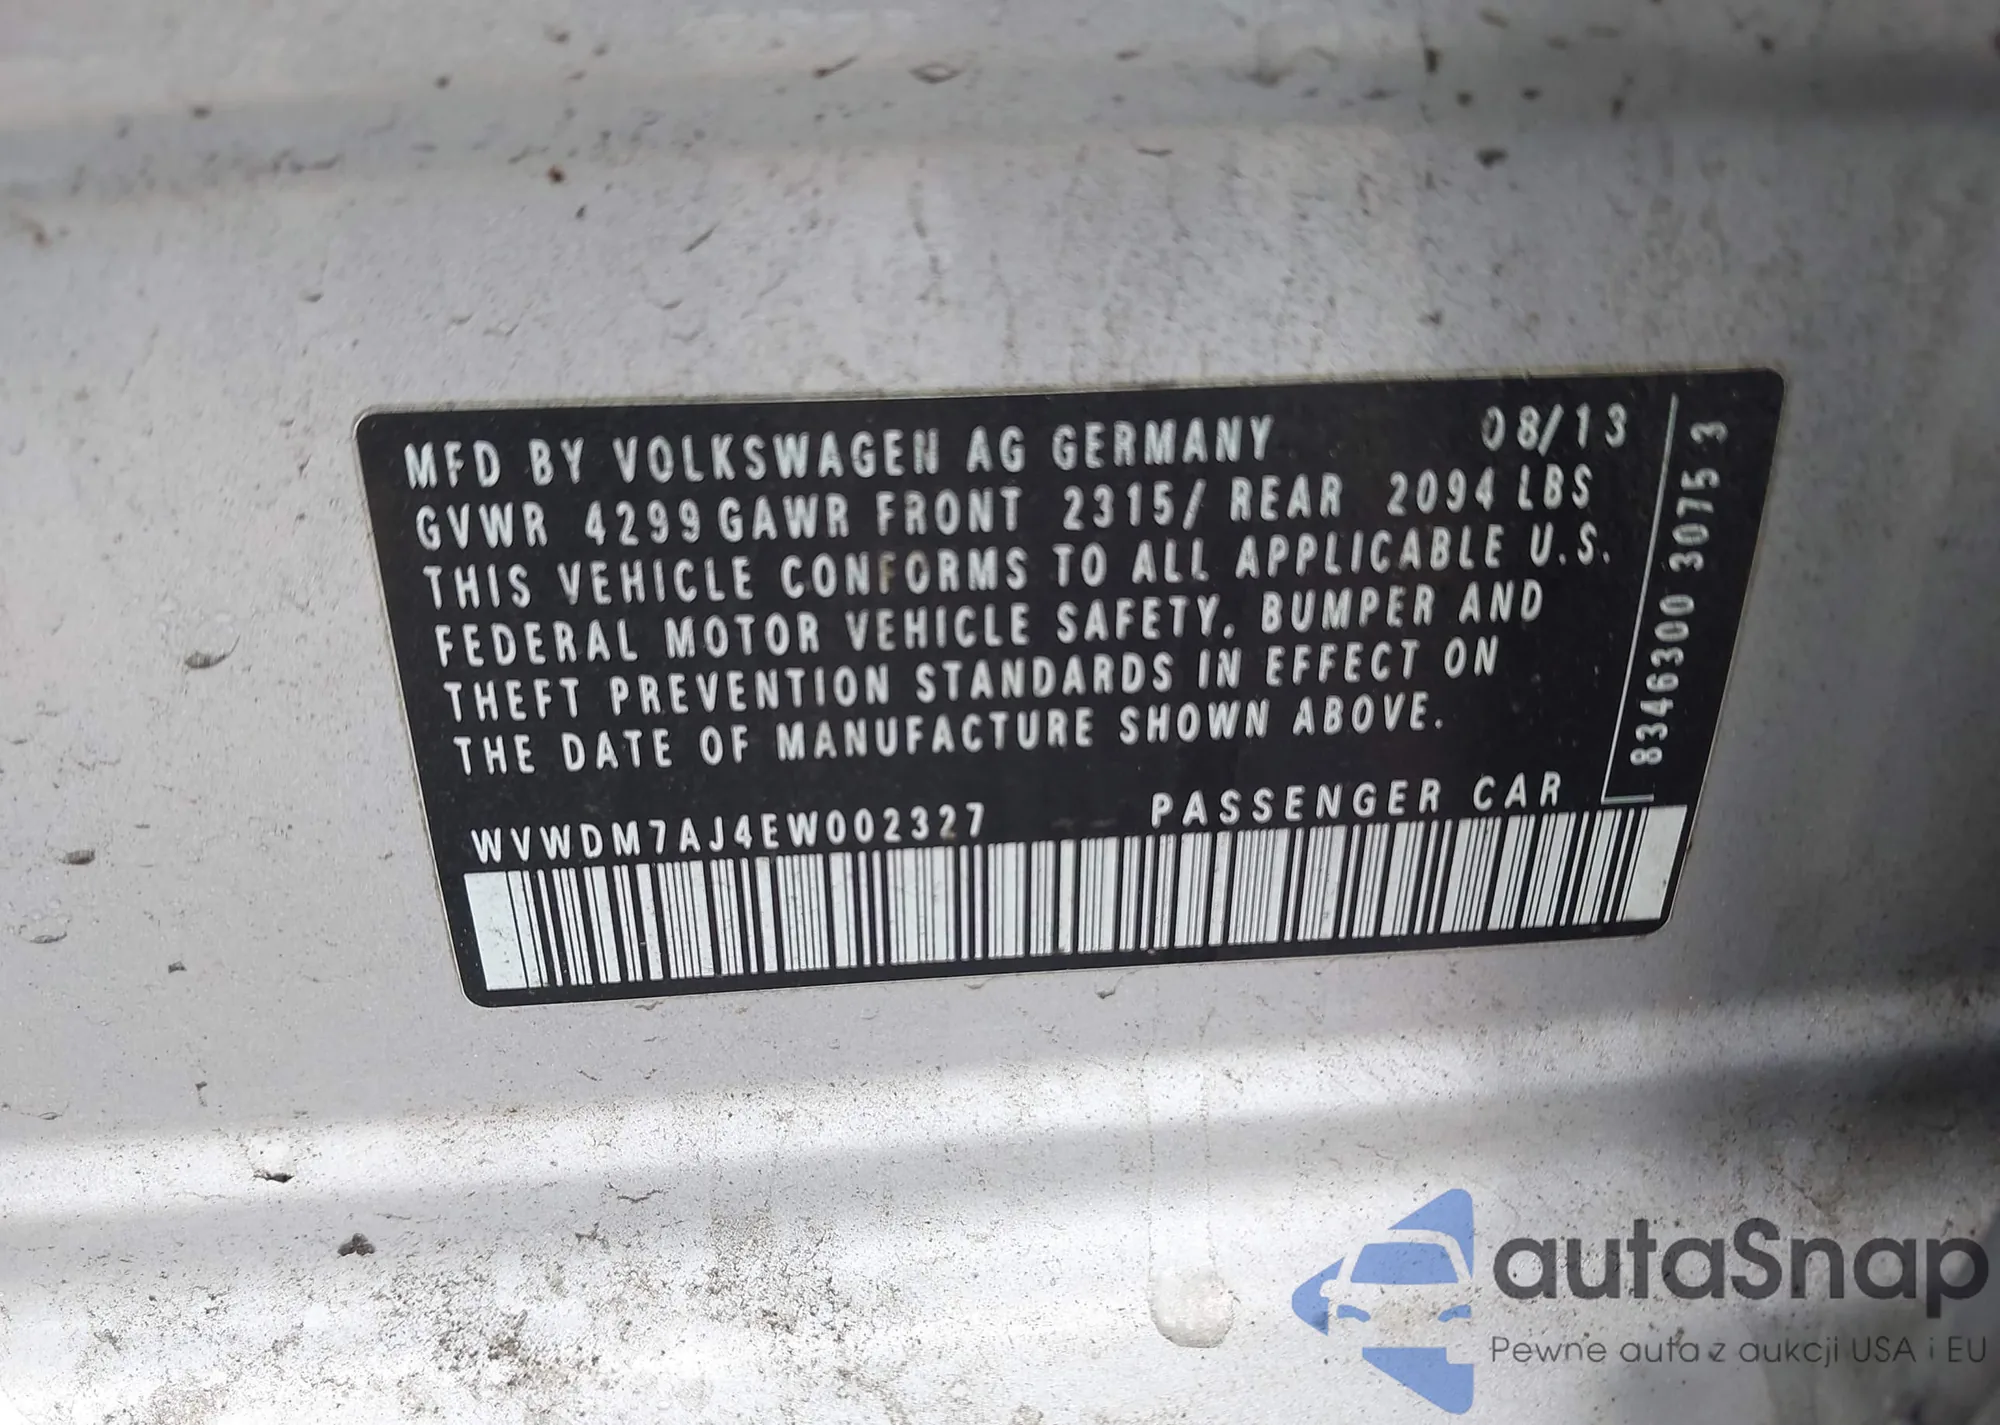 MFD BY VOLKSWAGEN AG GERMANY 08/13
GVWR 4299 GAWR FRONT 2315/ REAR 2094 LBS
THIS VEHICLE CONFORMS TO ALL APPLICABLE U.S.
FEDERAL MOTOR VEHICLE SAFETY, BUMPER AND
THEFT PREVENTION STANDARDS IN EFFECT ON
THE DATE OF MANUFACTURE SHOWN ABOVE.
WVWDM7AJ4EW002327 PASSENGER CAR
8346300 30753
autaSnap
Pewne auta z aukcji USA i EU